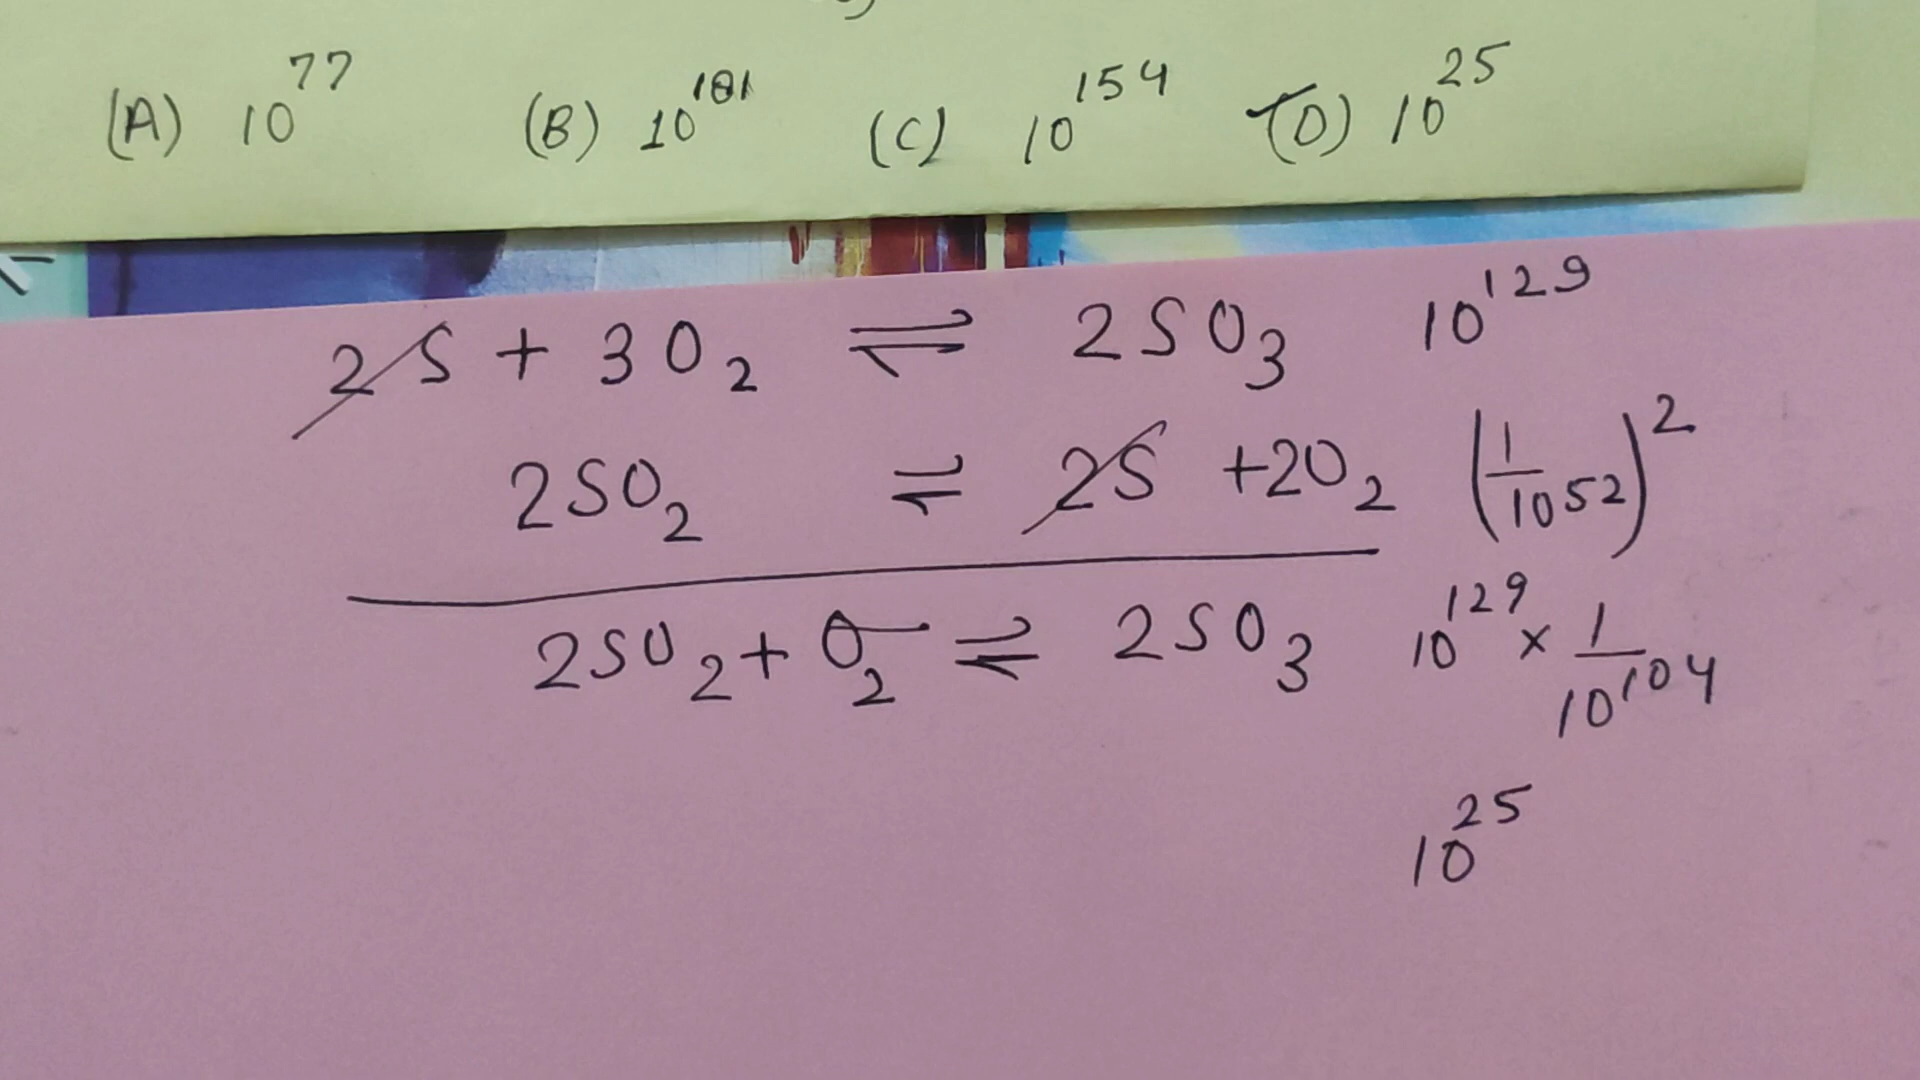 (A) 10^77 (B) 10^181 (C) 10^154 (D) 10^25
2S + 3O₂ ⇌ 2SO₃ 10^129
2SO₂ ⇌ 2S + 2O₂ (1/10^52)^2
2SO₂ + O₂ ⇌ 2SO₃ 10^129 × 1/10^104
10^25